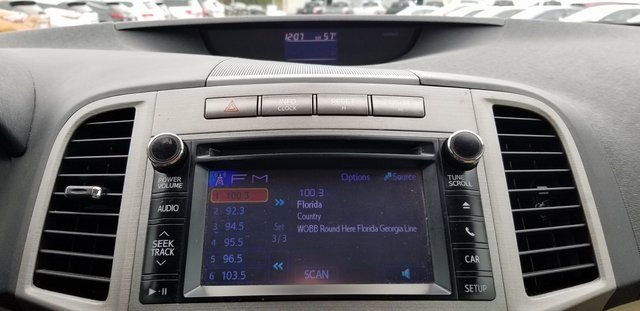 12:07 57°
INFO CLOCK RESET
POWER VOLUME
AUDIO
SEEK TRACK
FM Options Source
1 100.3
2 92.3
3 94.5
4 95.5
5 96.5
6 103.5
Set
3/3
100.3
Florida
Country
WOBB Round Here Florida Georgia Line
SCAN
TUNE SCROLL
CAR
SETUP